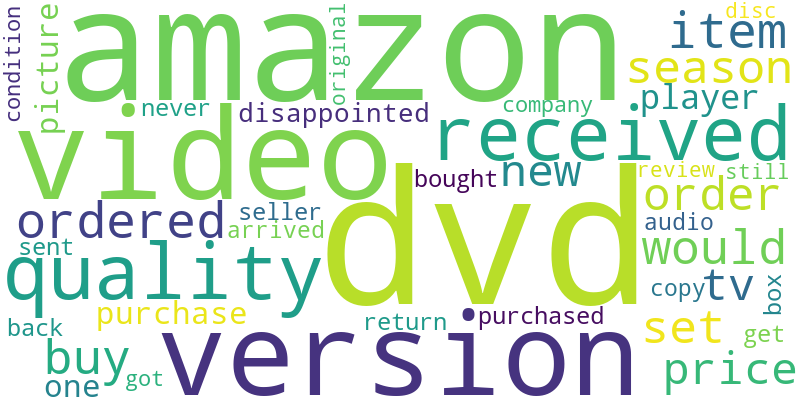 condition
picture
amazon
original
disc
item
season
never
disappointed
company
player
video
received
bought
new
review
still
order
ordered
seller
arrived
dvd
audio
sent
quality
would
copy
tv
box
purchase
back
return
purchased
set
get
buy
got
version
one
price